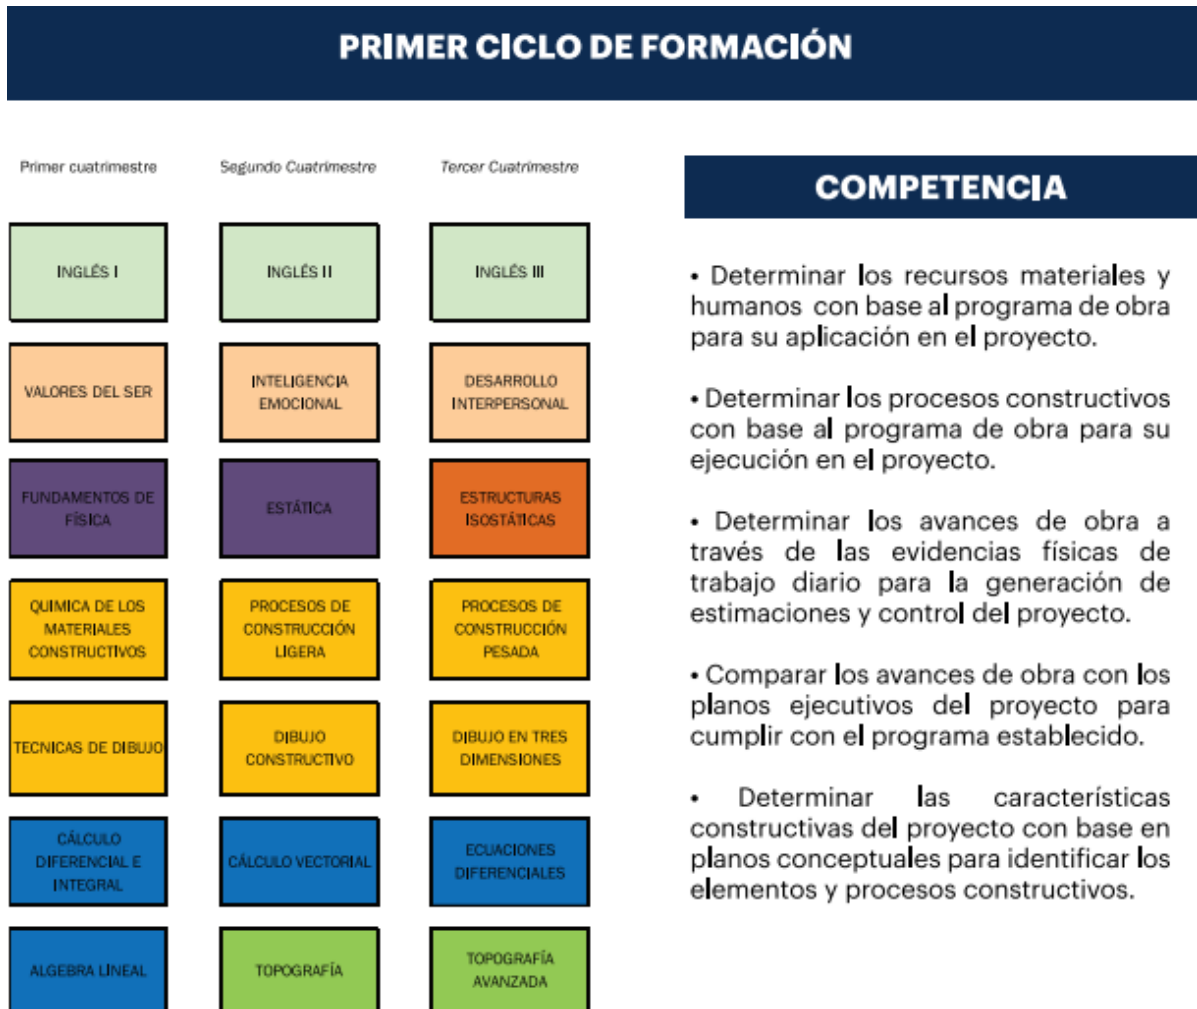 PRIMER CICLO DE FORMACIÓN
Primer cuatrimestre
Segundo Cuatrimestre
Tercer Cuatrimestre
INGLÉS I
INGLÉS II
INGLÉS III
VALORES DEL SER
INTELIGENCIA
EMOCIONAL
DESARROLLO
INTERPERSONAL
FUNDAMENTOS DE
FÍSICA
ESTÁTICA
ESTRUCTURAS
ISOSTÁTICAS
QUIMICA DE LOS
MATERIALES
CONSTRUCTIVOS
PROCESOS DE
CONSTRUCCIÓN
LIGERA
PROCESOS DE
CONSTRUCCIÓN
PESADA
TECNICAS DE DIBUJO
DIBUJO
CONSTRUCTIVO
DIBUJO EN TRES
DIMENSIONES
CÁLCULO
DIFERENCIAL E
INTEGRAL
CÁLCULO VECTORIAL
ECUACIONES
DIFERENCIALES
ALGEBRA LINEAL
TOPOGRAFÍA
TOPOGRAFÍA
AVANZADA
COMPETENCIA
• Determinar los recursos materiales y
humanos con base al programa de obra
para su aplicación en el proyecto.
• Determinar los procesos constructivos
con base al programa de obra para su
ejecución en el proyecto.
• Determinar los avances de obra a
través de las evidencias físicas de
trabajo diario para la generación de
estimaciones y control del proyecto.
• Comparar los avances de obra con los
planos ejecutivos del proyecto para
cumplir con el programa establecido.
• Determinar las características
constructivas del proyecto con base en
planos conceptuales para identificar los
elementos y procesos constructivos.